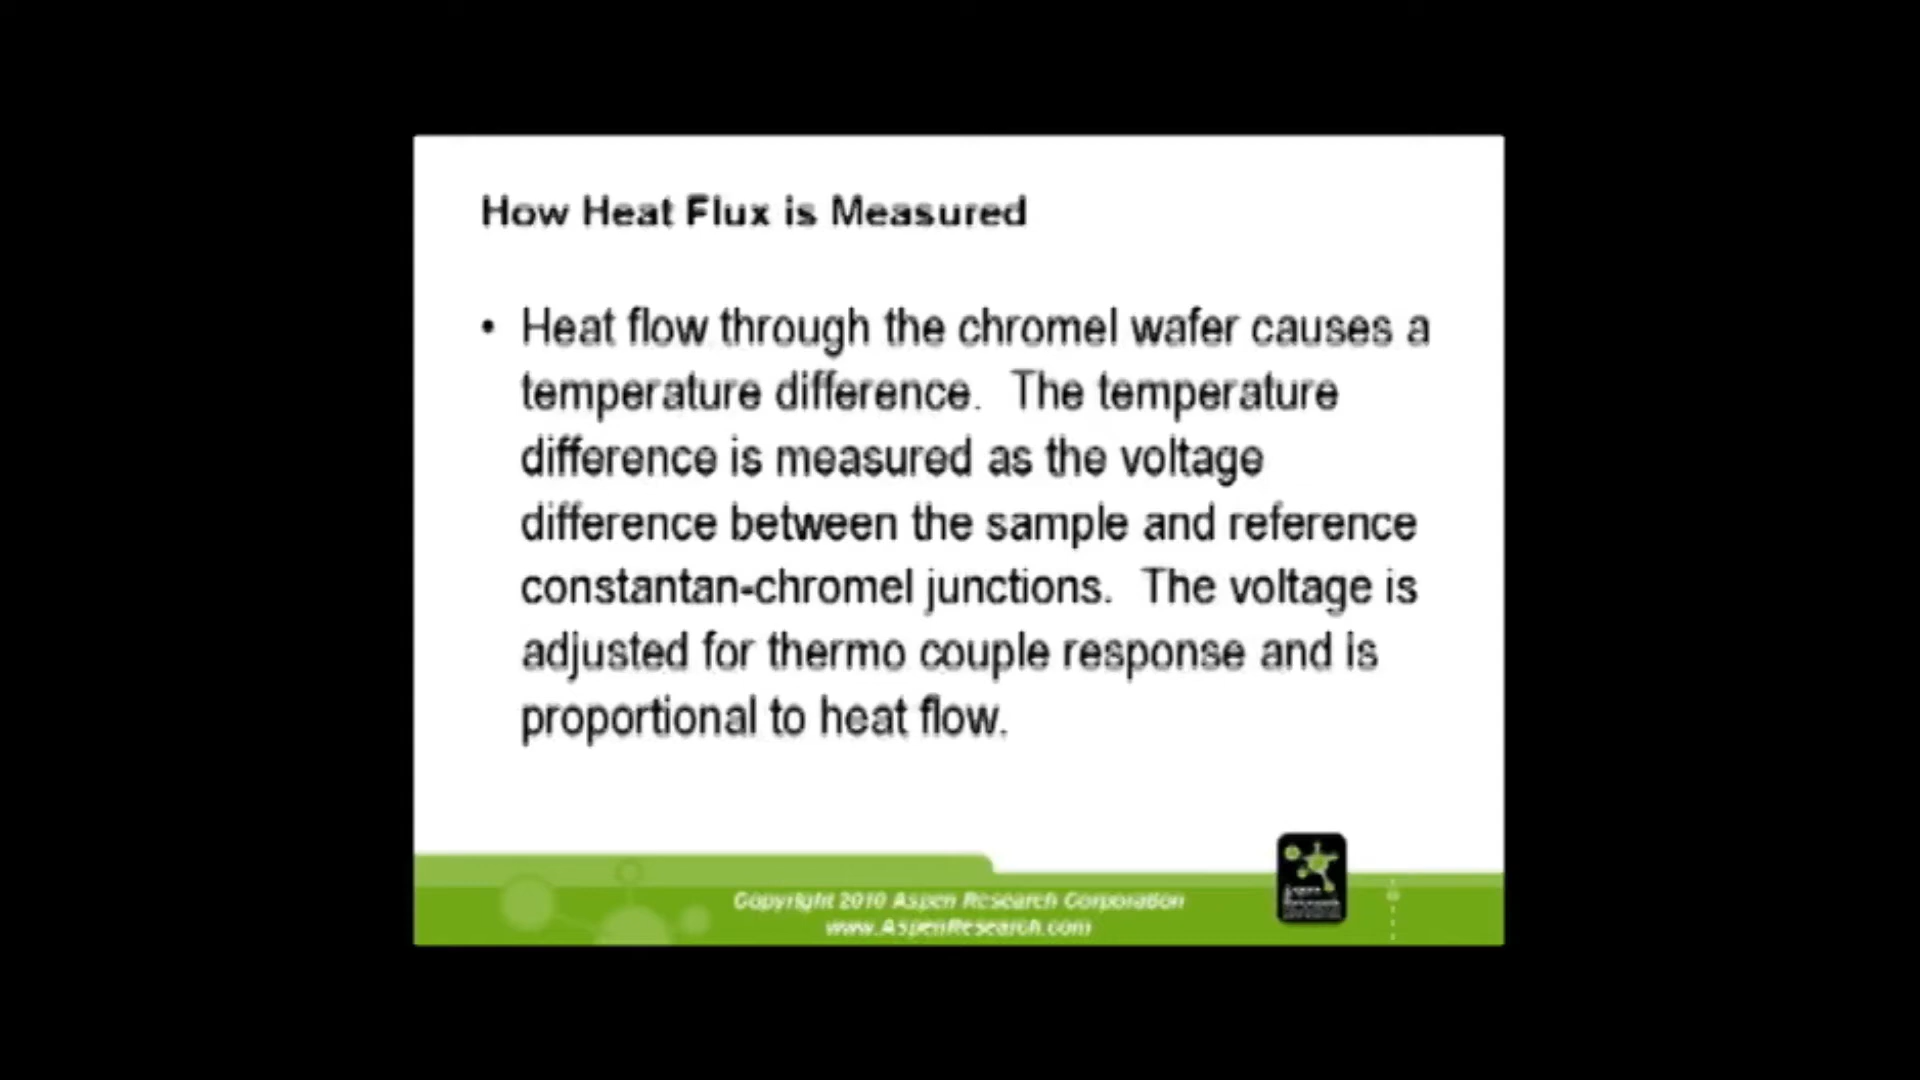 How Heat Flux is Measured
• Heat flow through the chromel wafer causes a
temperature difference.  The temperature
difference is measured as the voltage
difference between the sample and reference
constantan-chromel junctions.  The voltage is
adjusted for thermo couple response and is
proportional to heat flow.
Copyright 2010 Aspen Research Corporation
www.AspenResearch.com